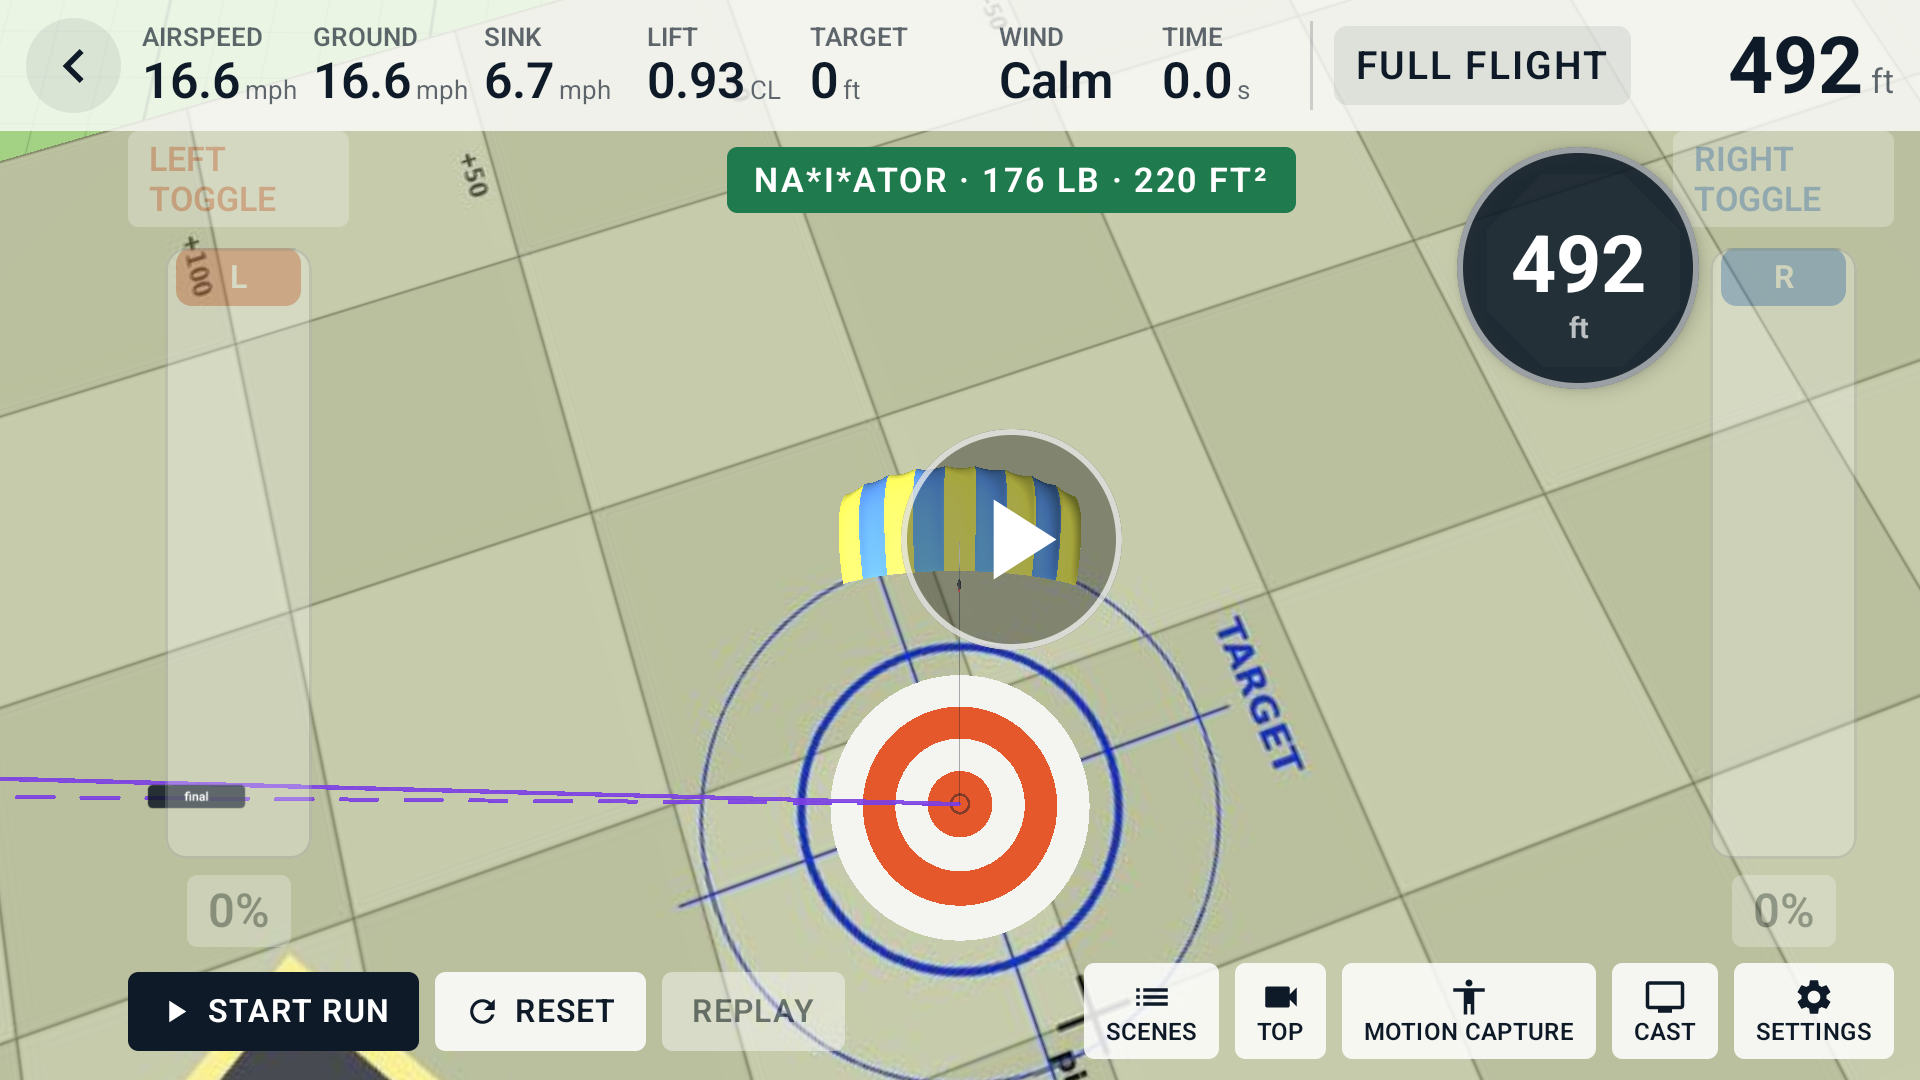 AIRSPEED
16.6 mph
GROUND
16.6 mph
SINK
6.7 mph
LIFT
0.93 CL
TARGET
0 ft
WIND
Calm
TIME
0.0 s
FULL FLIGHT
492 ft
LEFT
TOGGLE
NA*I*ATOR · 176 LB · 220 FT²
492
ft
RIGHT
TOGGLE
+50
+100
L
R
TARGET
final
0%
0%
START RUN
RESET
REPLAY
SCENES
TOP
MOTION CAPTURE
CAST
SETTINGS